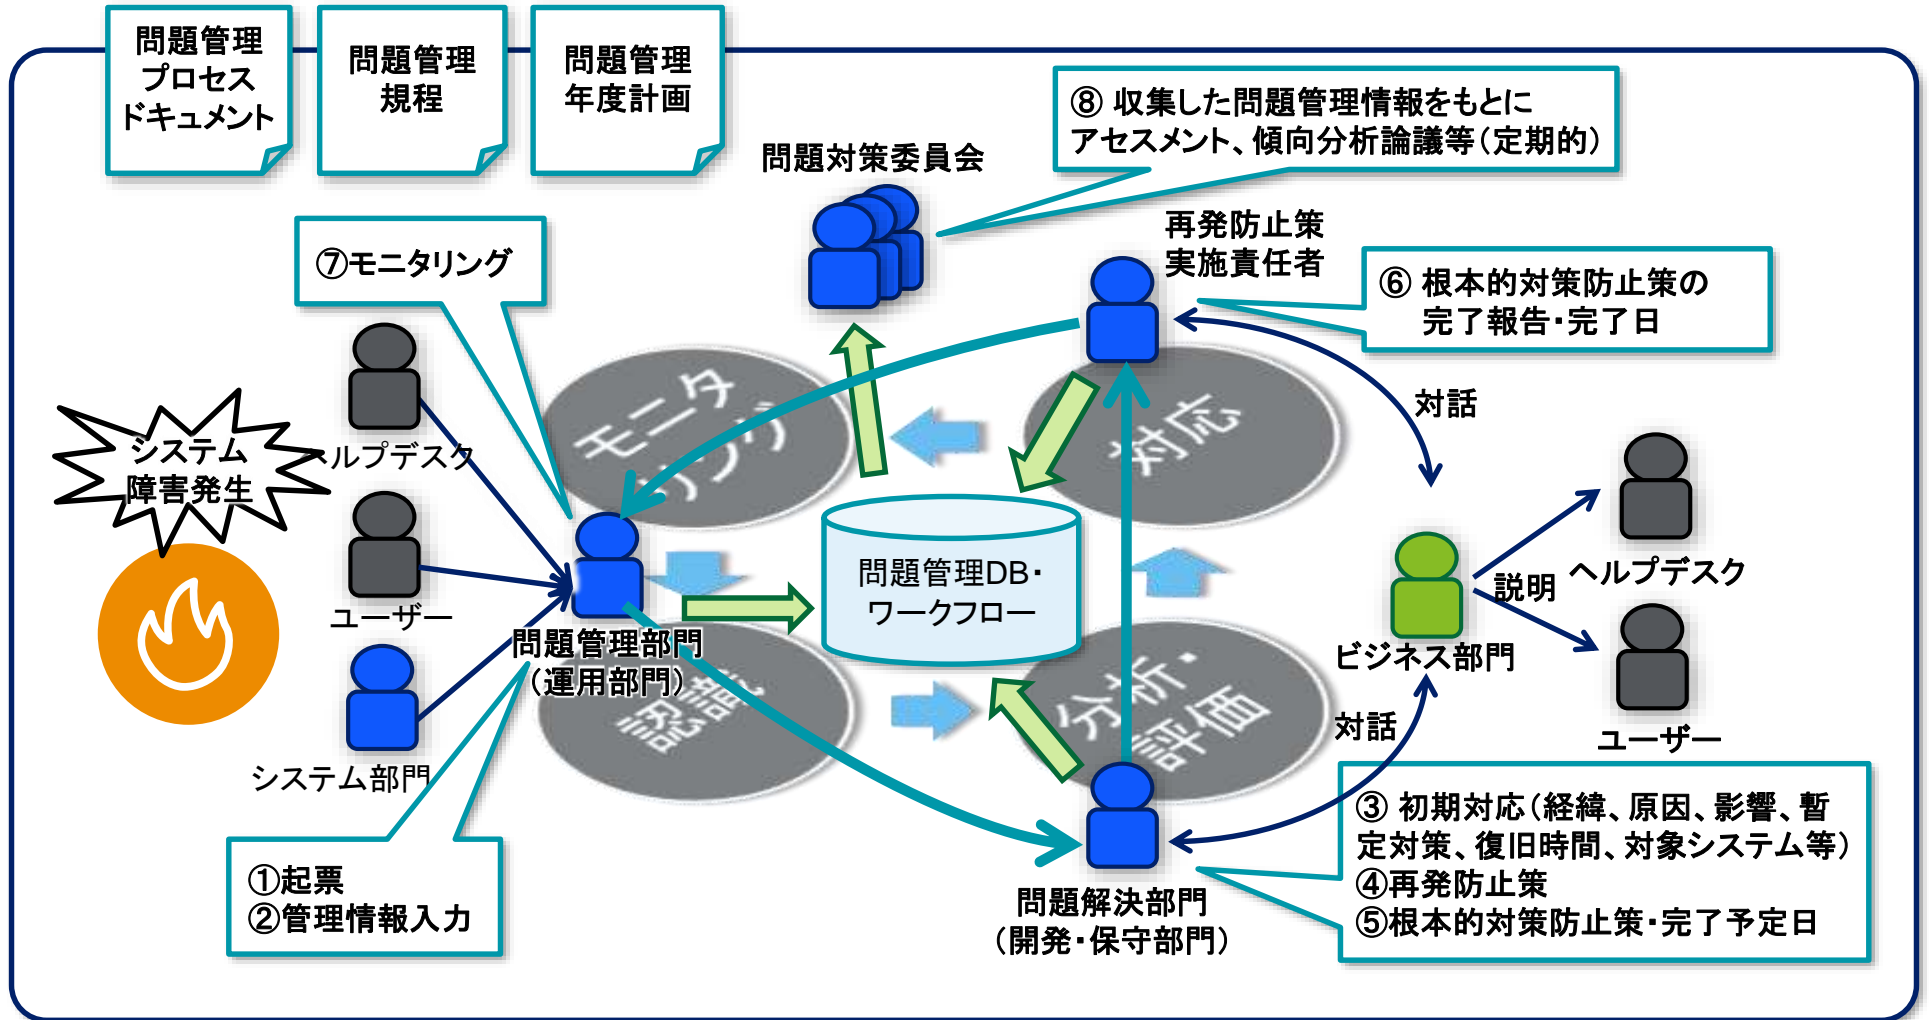 問題管理
プロセス
ドキュメント
問題管理
規程
問題管理
年度計画
⑧ 収集した問題管理情報をもとに
アセスメント、傾向分析論議等（定期的）
問題対策委員会
再発防止策
実施責任者
⑦モニタリング
⑥ 根本的対策防止策の
完了報告・完了日
モニタ
リング
対応
対話
システム
障害発生
ヘルプデスク
ユーザー
システム部門
問題管理部門
（運用部門）
問題管理DB・
ワークフロー
認識
分析・
評価
説明
ヘルプデスク
ビジネス部門
ユーザー
対話
①起票
②管理情報入力
問題解決部門
（開発・保守部門）
③ 初期対応（経緯、原因、影響、暫
定対策、復旧時間、対象システム等）
④再発防止策
⑤根本的対策防止策・完了予定日